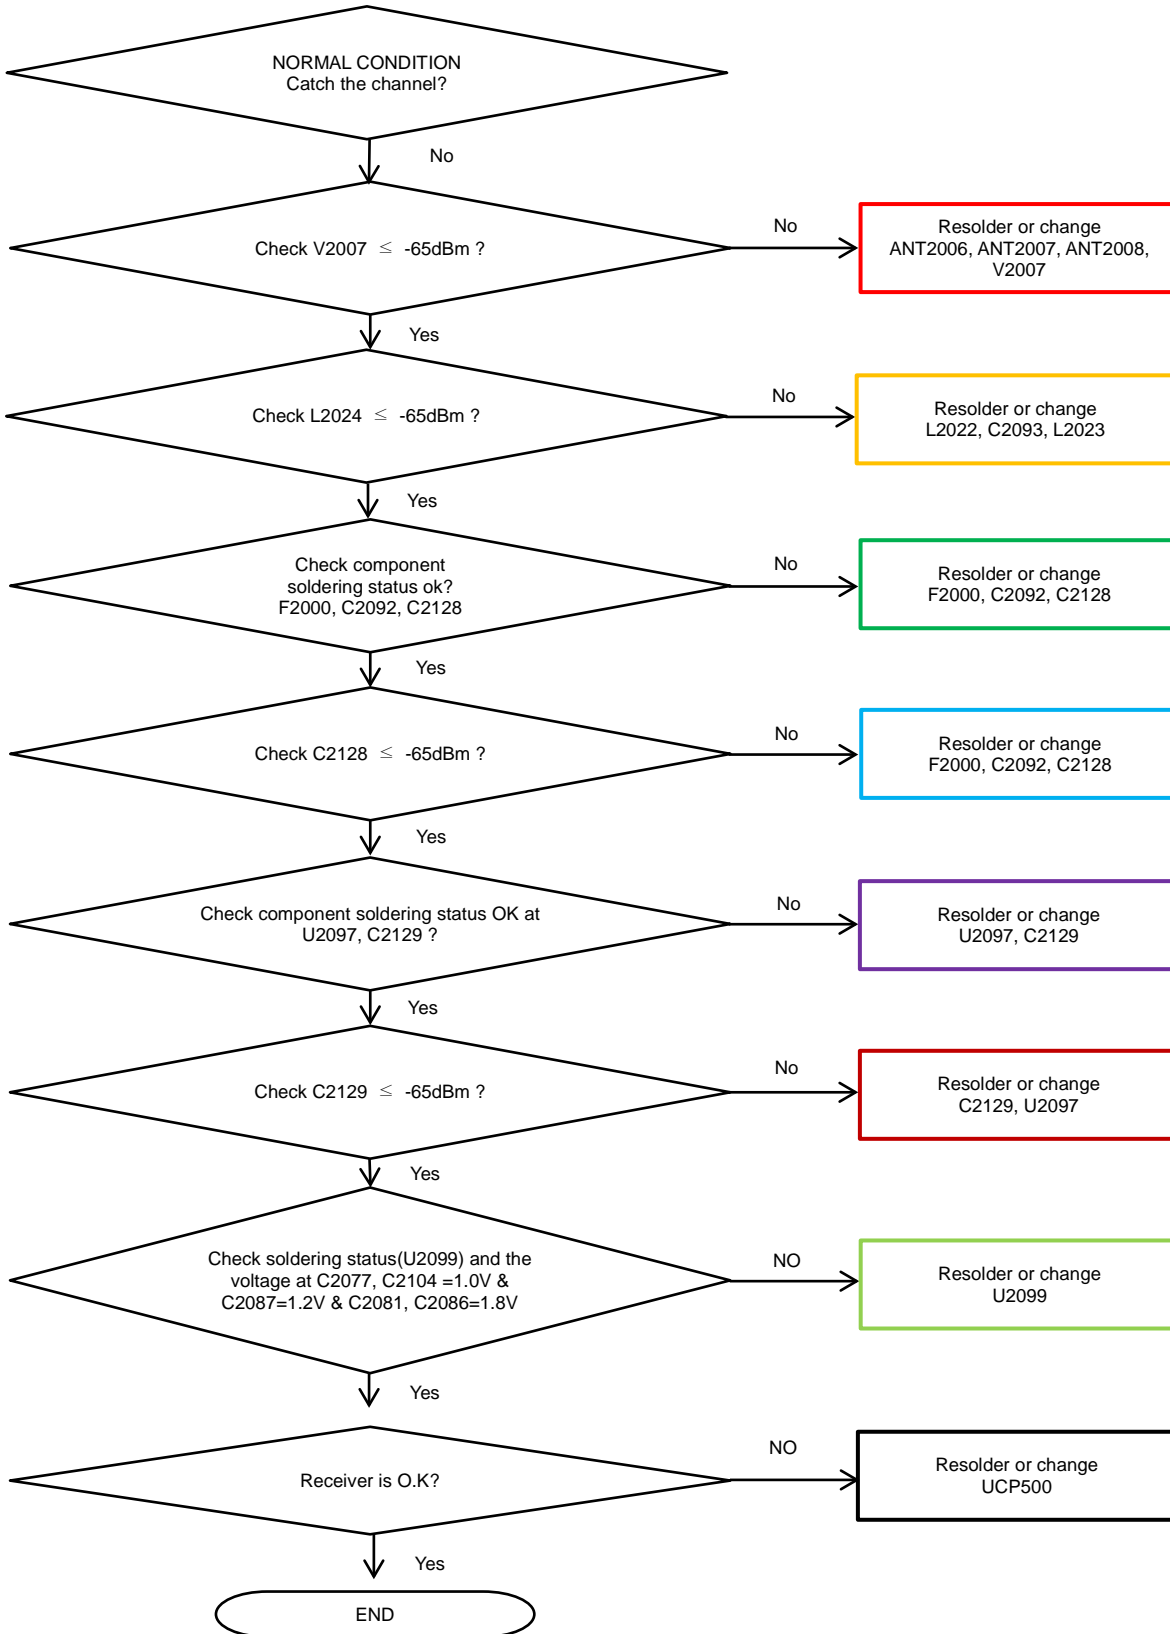 NORMAL CONDITION
Catch the channel?
No
Check V2007 ≤ -65dBm ?
No
Resolder or change
ANT2006, ANT2007, ANT2008,
V2007
Yes
Check L2024 ≤ -65dBm ?
No
Resolder or change
L2022, C2093, L2023
Yes
Check component
soldering status ok?
F2000, C2092, C2128
No
Resolder or change
F2000, C2092, C2128
Yes
Check C2128 ≤ -65dBm ?
No
Resolder or change
F2000, C2092, C2128
Yes
Check component soldering status OK at
U2097, C2129 ?
No
Resolder or change
U2097, C2129
Yes
Check C2129 ≤ -65dBm ?
No
Resolder or change
C2129, U2097
Yes
Check soldering status(U2099) and the
voltage at C2077, C2104 =1.0V &
C2087=1.2V & C2081, C2086=1.8V
NO
Resolder or change
U2099
Yes
Receiver is O.K?
NO
Resolder or change
UCP500
Yes
END